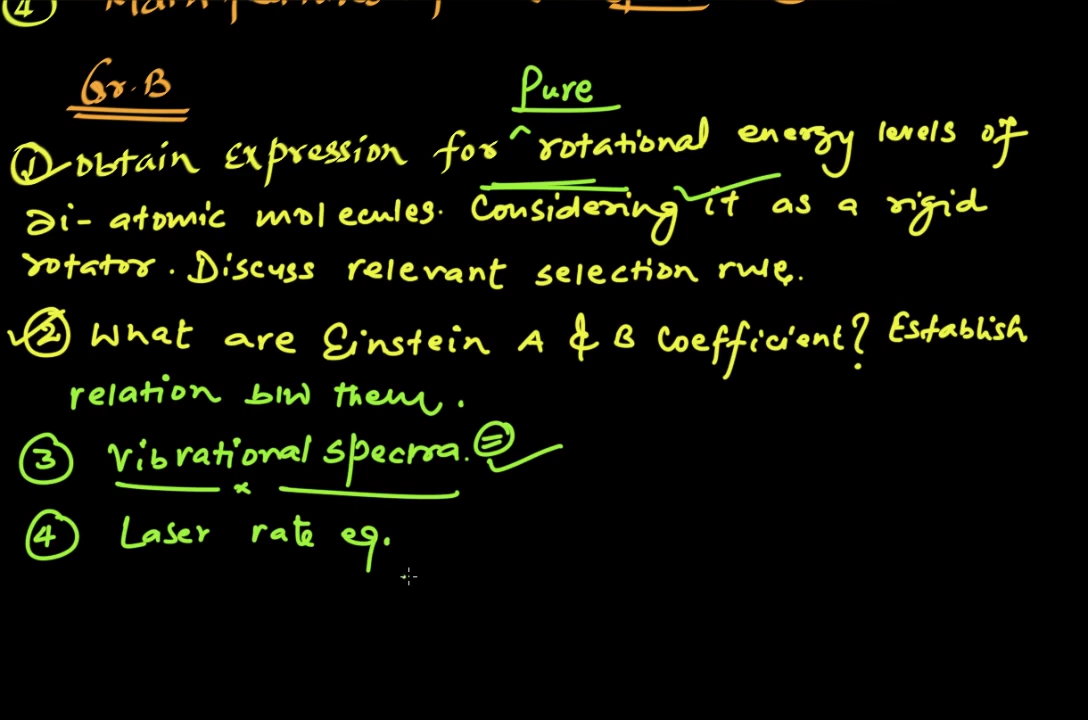 ④
Gr. B
Pure
① obtain expression for ^ rotational energy levels of
di-atomic molecules. Considering it as a rigid
rotator. Discuss relevant selection rule.
② What are Einstein A & B coefficient? Establish
relation b/w them.
③ Vibrational spectra.
④ Laser rate eq.